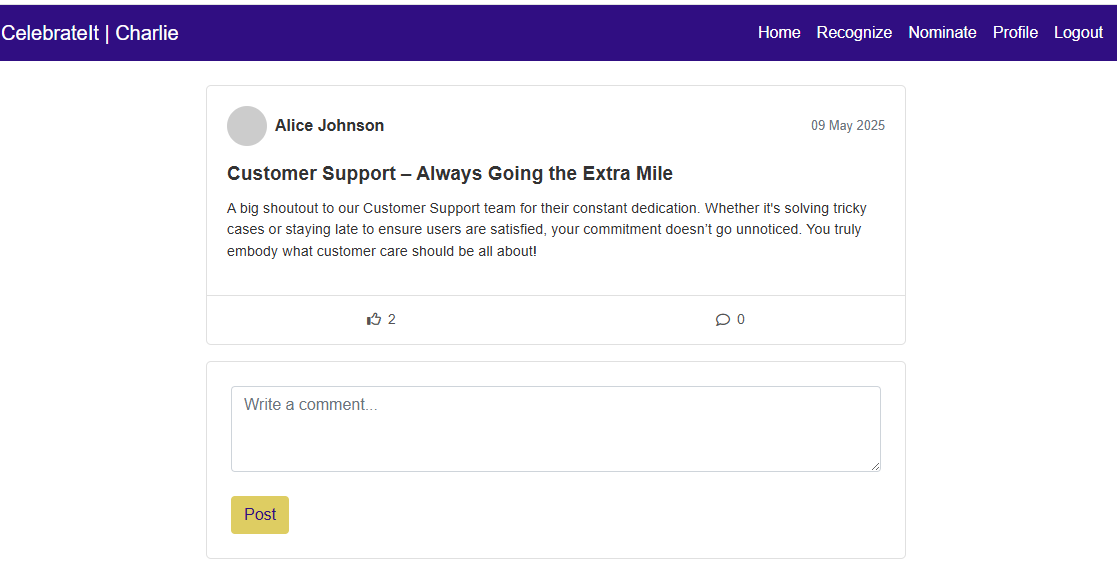 CelebrateIt | Charlie Home Recognize Nominate Profile Logout
Alice Johnson 09 May 2025
Customer Support – Always Going the Extra Mile
A big shoutout to our Customer Support team for their constant dedication. Whether it's solving tricky
cases or staying late to ensure users are satisfied, your commitment doesn’t go unnoticed. You truly
embody what customer care should be all about!
2 0
Write a comment...
Post